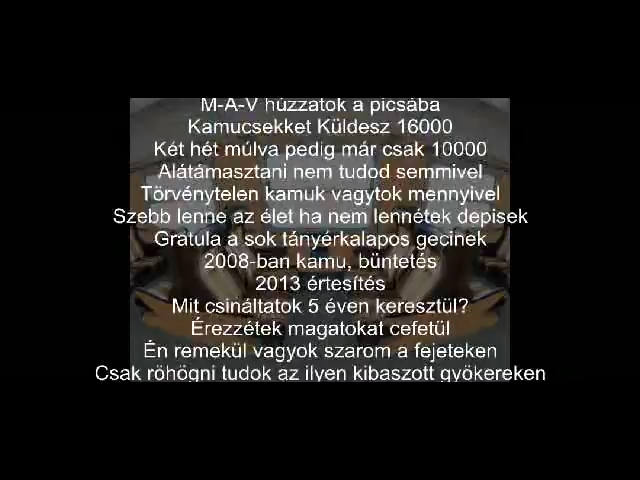 M-A-V húzzatok a picsába
Kamucsekket Küldesz 16000
Két hét múlva pedig már csak 10000
Alátámasztani nem tudod semmivel
Törvénytelen kamuk vagytok mennyivel
Szebb lenne az élet ha nem lennétek depisek
Gratula a sok tányérkalapos gecinek
2008-ban kamu, büntetés
2013 értesítés
Mit csináltatok 5 éven keresztül?
Érezzétek magatokat cefetül
Én remekül vagyok szarom a fejeteken
Csak röhögni tudok az ilyen kibaszott gyökereken